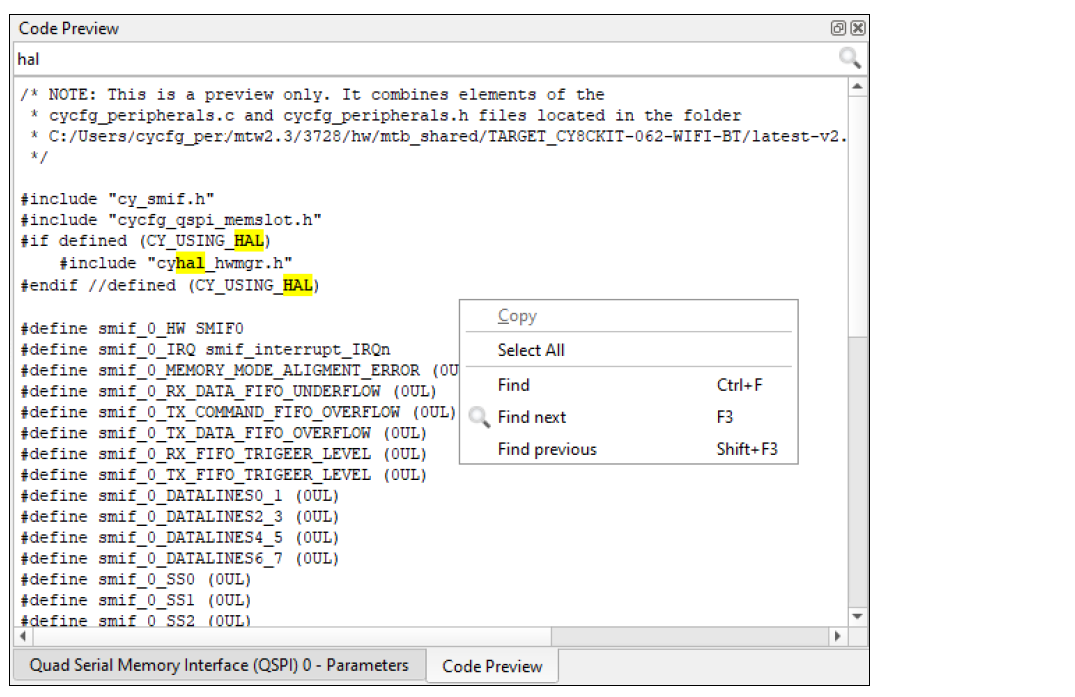 Code Preview
hal
/* NOTE: This is a preview only. It combines elements of the
 * cycfg_peripherals.c and cycfg_peripherals.h files located in the folder
 * C:/Users/cycfg_per/mtw2.3/3728/hw/mtb_shared/TARGET_CY8CKIT-062-WIFI-BT/latest-v2.
 */
#include "cy_smif.h"
#include "cycfg_qspi_memslot.h"
#if defined (CY_USING_HAL)
    #include "cyhal_hwmgr.h"
#endif //defined (CY_USING_HAL)
#define smif_0_HW SMIF0
#define smif_0_IRQ smif_interrupt_IRQn
#define smif_0_MEMORY_MODE_ALIGMENT_ERROR (0U
#define smif_0_RX_DATA_FIFO_UNDERFLOW (0UL)
#define smif_0_TX_COMMAND_FIFO_OVERFLOW (0UL)
#define smif_0_TX_DATA_FIFO_OVERFLOW (0UL)
#define smif_0_RX_FIFO_TRIGEER_LEVEL (0UL)
#define smif_0_TX_FIFO_TRIGEER_LEVEL (0UL)
#define smif_0_DATALINES0_1 (0UL)
#define smif_0_DATALINES2_3 (0UL)
#define smif_0_DATALINES4_5 (0UL)
#define smif_0_DATALINES6_7 (0UL)
#define smif_0_SS0 (0UL)
#define smif_0_SS1 (0UL)
#define smif_0_SS2 (0UL)
Copy
Select All
Find Ctrl+F
Find next F3
Find previous Shift+F3
Quad Serial Memory Interface (QSPI) 0 - Parameters
Code Preview